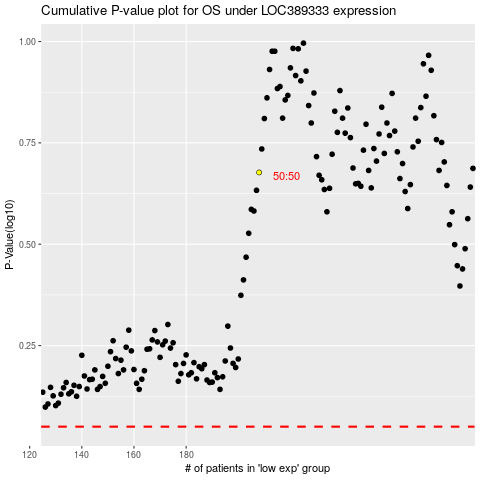 Cumulative P-value plot for OS under LOC389333 expression
1.00
0.75
0.50
0.25
P-Value(log10)
50:50
120 140 160 180
# of patients in 'low exp' group